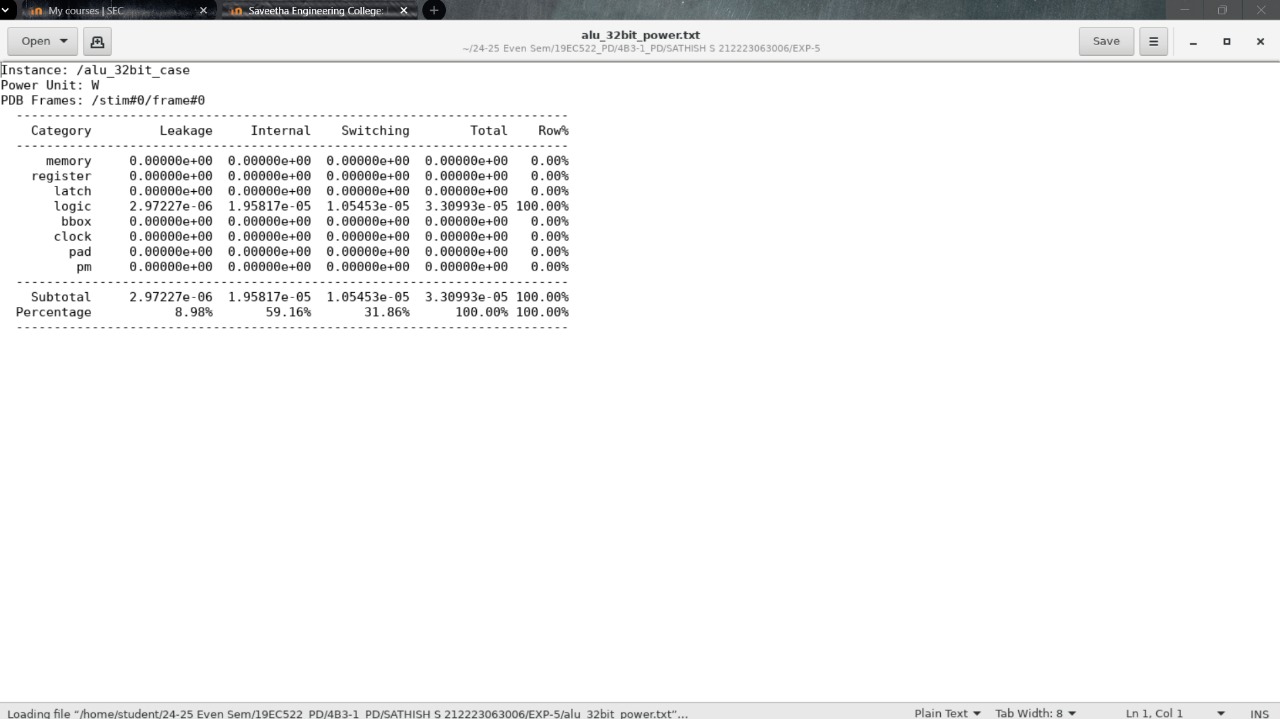 My courses | SEC
Saveetha Engineering College:
Open
alu_32bit_power.txt
~/24-25 Even Sem/19EC522_PD/4B3-1_PD/SATHISH S 212223063006/EXP-5
Save
Instance: /alu_32bit_case
Power Unit: W
PDB Frames: /stim#0/frame#0
-------------------------------------------------------------------------
Category Leakage Internal Switching Total Row%
-------------------------------------------------------------------------
memory 0.00000e+00 0.00000e+00 0.00000e+00 0.00000e+00 0.00%
register 0.00000e+00 0.00000e+00 0.00000e+00 0.00000e+00 0.00%
latch 0.00000e+00 0.00000e+00 0.00000e+00 0.00000e+00 0.00%
logic 2.97227e-06 1.95817e-05 1.05453e-05 3.30993e-05 100.00%
bbox 0.00000e+00 0.00000e+00 0.00000e+00 0.00000e+00 0.00%
clock 0.00000e+00 0.00000e+00 0.00000e+00 0.00000e+00 0.00%
pad 0.00000e+00 0.00000e+00 0.00000e+00 0.00000e+00 0.00%
pm 0.00000e+00 0.00000e+00 0.00000e+00 0.00000e+00 0.00%
-------------------------------------------------------------------------
Subtotal 2.97227e-06 1.95817e-05 1.05453e-05 3.30993e-05 100.00%
Percentage 8.98% 59.16% 31.86% 100.00% 100.00%
-------------------------------------------------------------------------
Loading file “/home/student/24-25 Even Sem/19EC522_PD/4B3-1_PD/SATHISH S 212223063006/EXP-5/alu_32bit_power.txt”…
Plain Text
Tab Width: 8
Ln 1, Col 1
INS